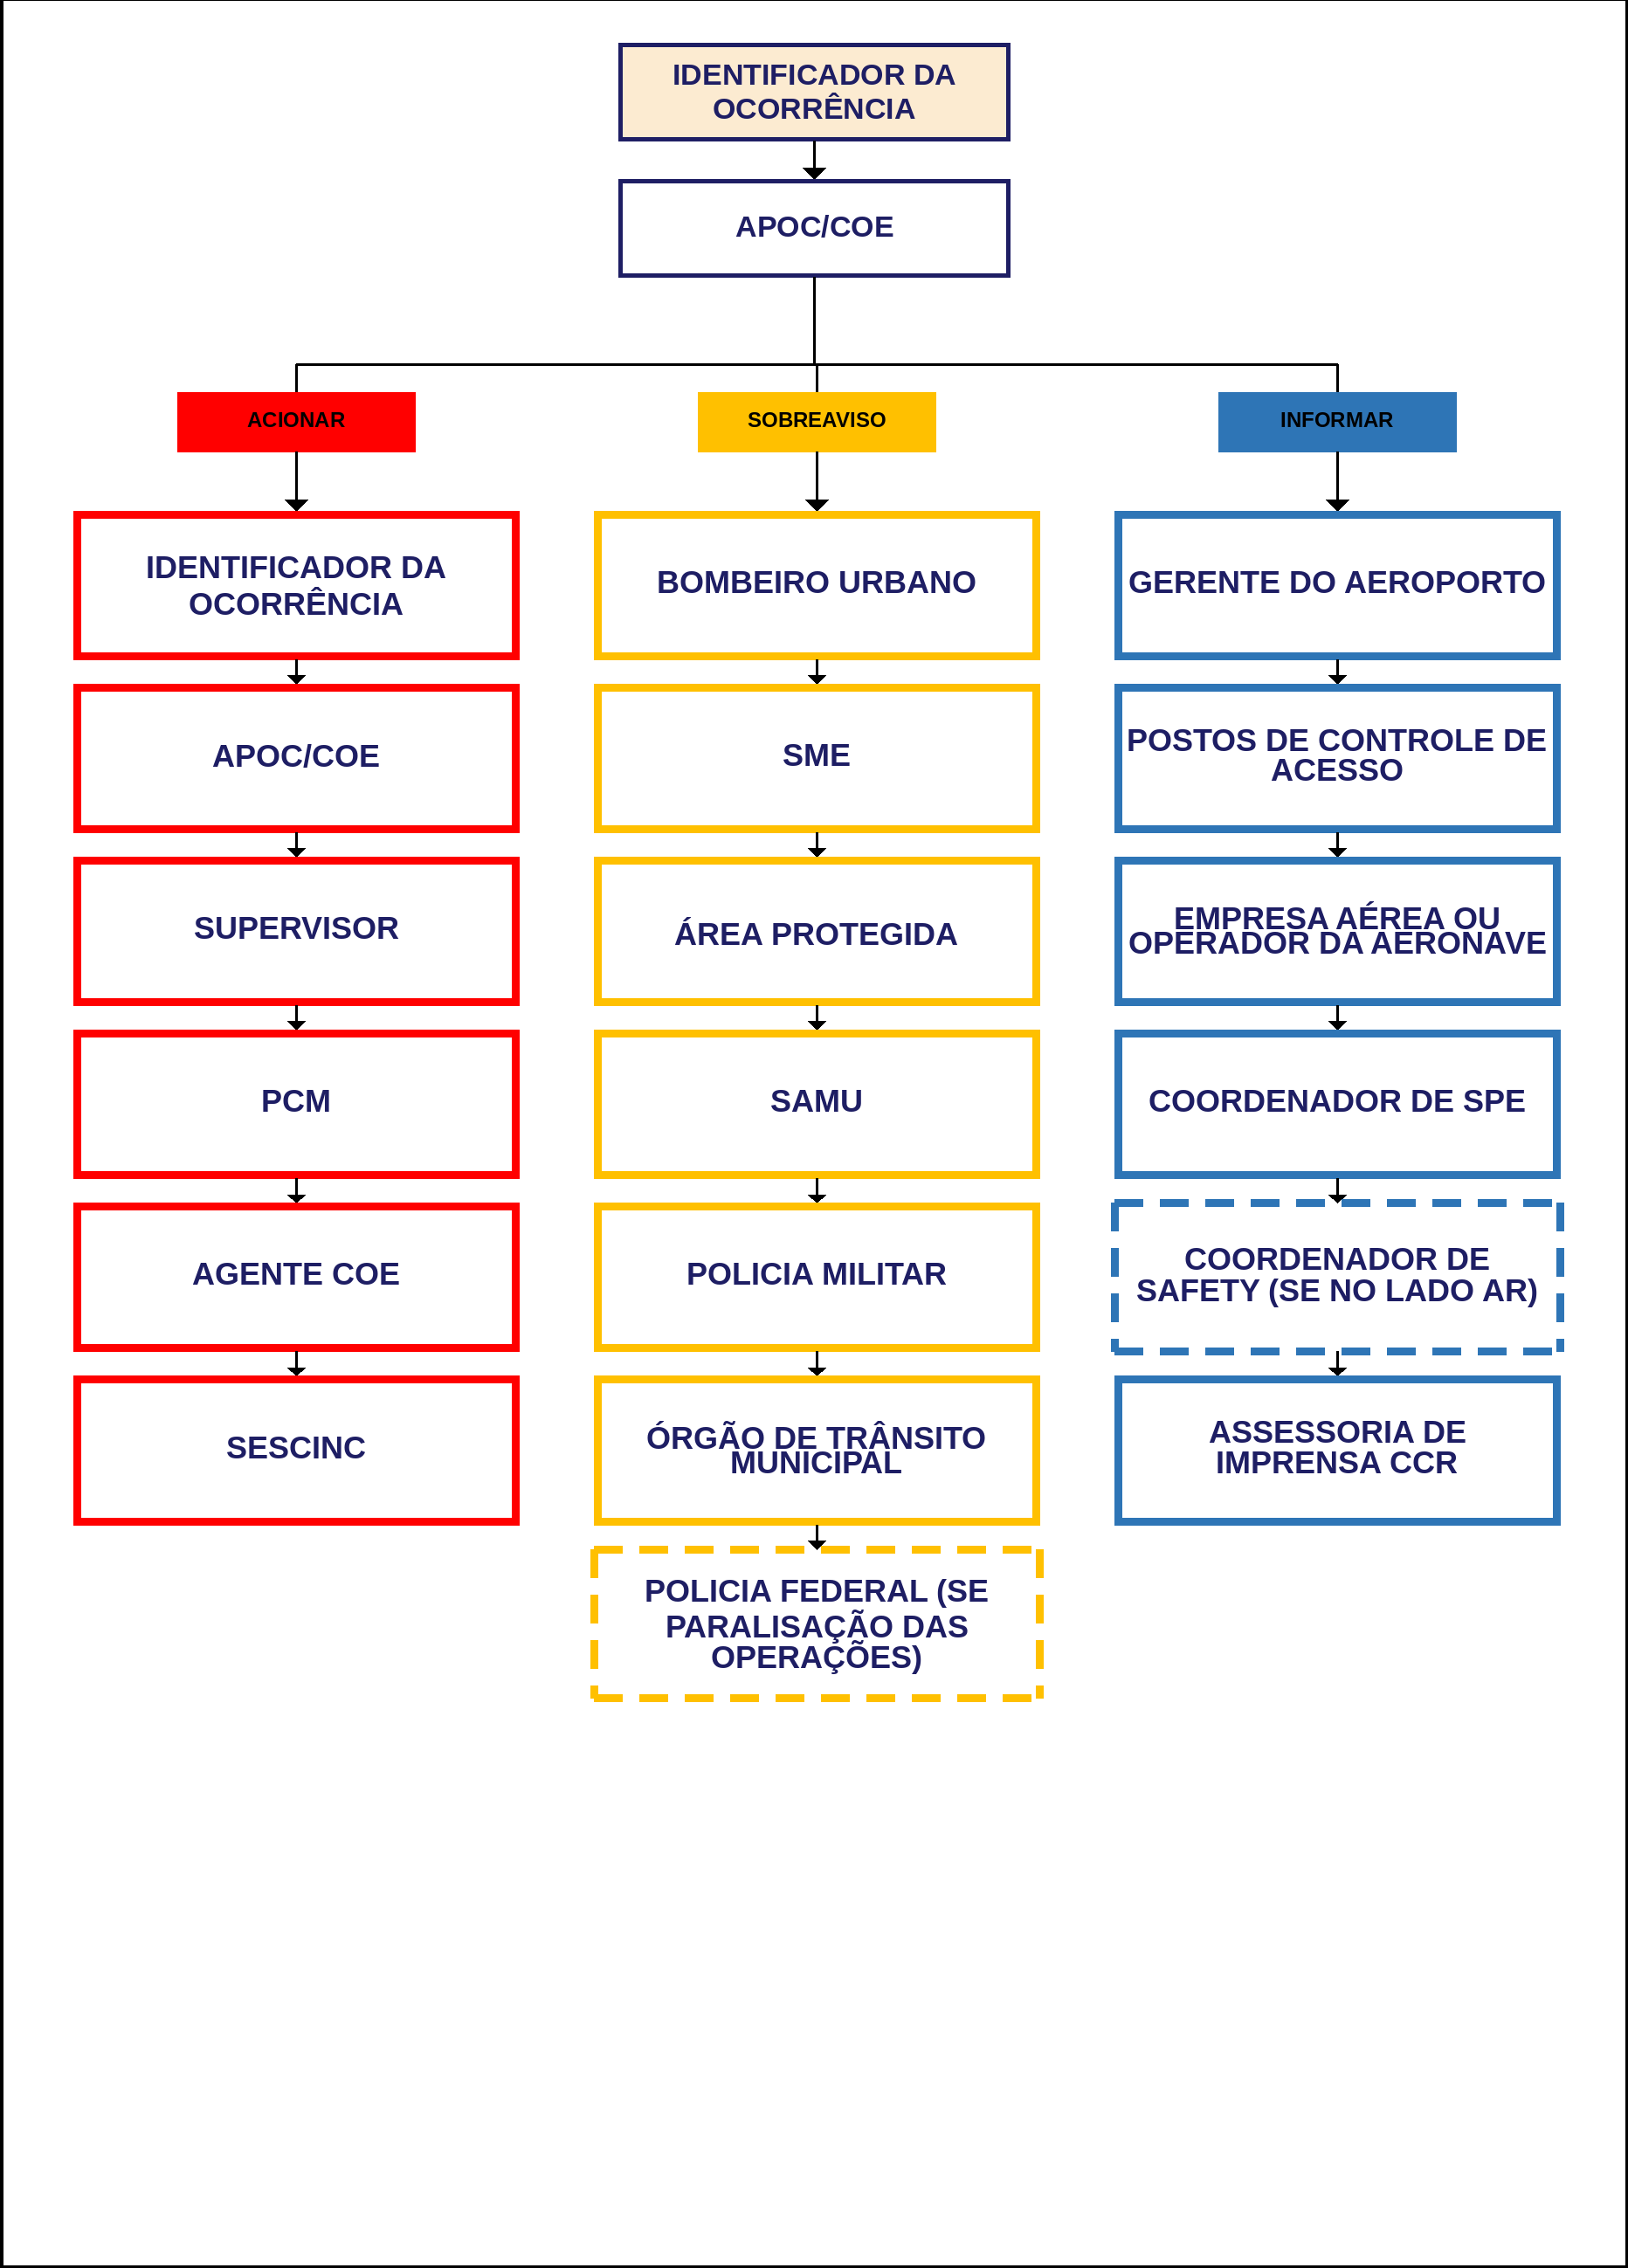 IDENTIFICADOR DA
OCORRÊNCIA
APOC/COE
ACIONAR
SOBREAVISO
INFORMAR
IDENTIFICADOR DA
OCORRÊNCIA
APOC/COE
SUPERVISOR
PCM
AGENTE COE
SESCINC
BOMBEIRO URBANO
SME
ÁREA PROTEGIDA
SAMU
POLICIA MILITAR
ÓRGÃO DE TRÂNSITO
MUNICIPAL
POLICIA FEDERAL (SE
PARALISAÇÃO DAS
OPERAÇÕES)
GERENTE DO AEROPORTO
POSTOS DE CONTROLE DE
ACESSO
EMPRESA AÉREA OU
OPERADOR DA AERONAVE
COORDENADOR DE SPE
COORDENADOR DE
SAFETY (SE NO LADO AR)
ASSESSORIA DE
IMPRENSA CCR